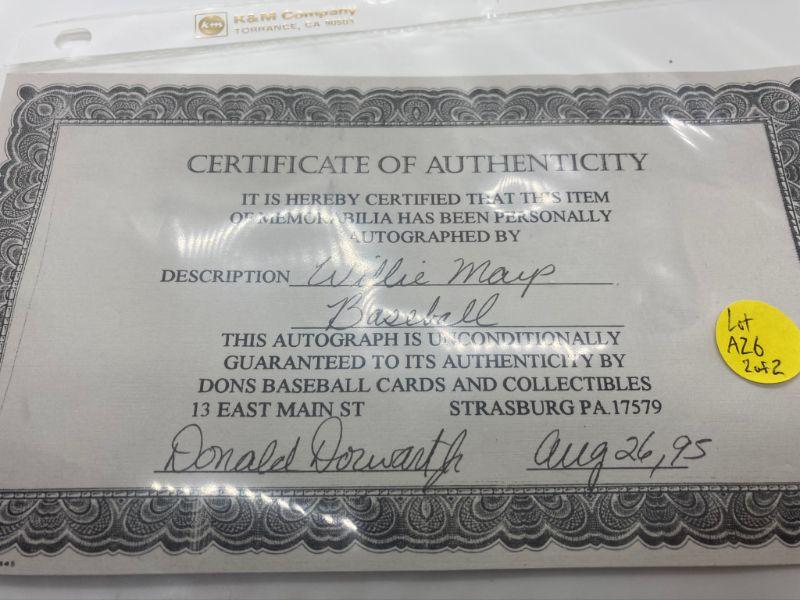 km K&M Company
TORRANCE, CA 90503
CERTIFICATE OF AUTHENTICITY
IT IS HEREBY CERTIFIED THAT THIS ITEM
OF MEMORABILIA HAS BEEN PERSONALLY
AUTOGRAPHED BY
DESCRIPTION Willie Mays
Baseball
THIS AUTOGRAPH IS UNCONDITIONALLY
GUARANTEED TO ITS AUTHENTICITY BY
DONS BASEBALL CARDS AND COLLECTIBLES
13 EAST MAIN ST STRASBURG PA.17579
Donald Dorwart Jr Aug 26, 95
Lot
A26
2 of 2